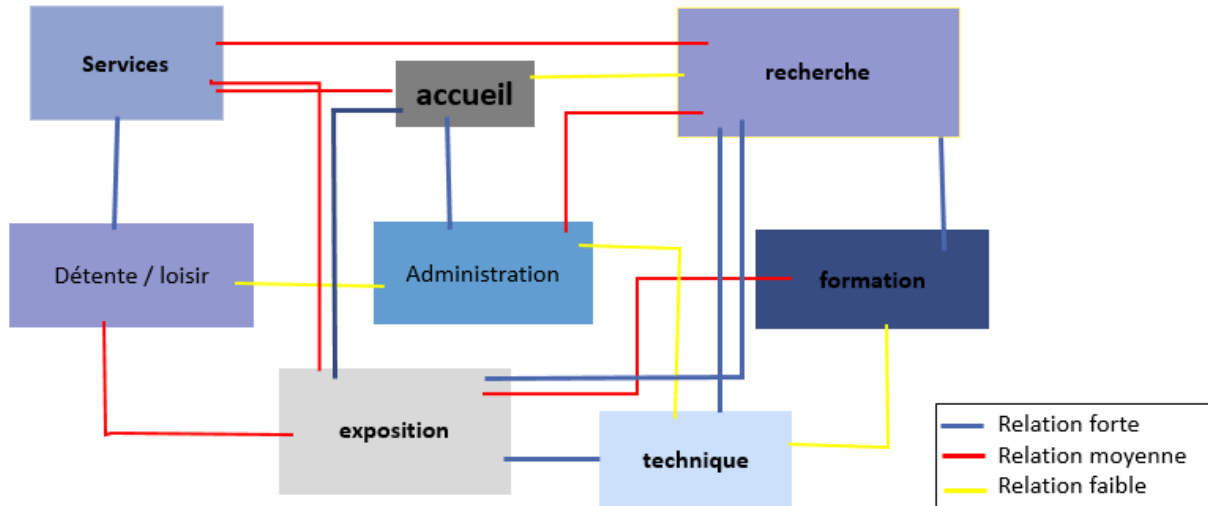 Services
accueil
recherche
Détente / loisir
Administration
formation
exposition
technique
Relation forte
Relation moyenne
Relation faible